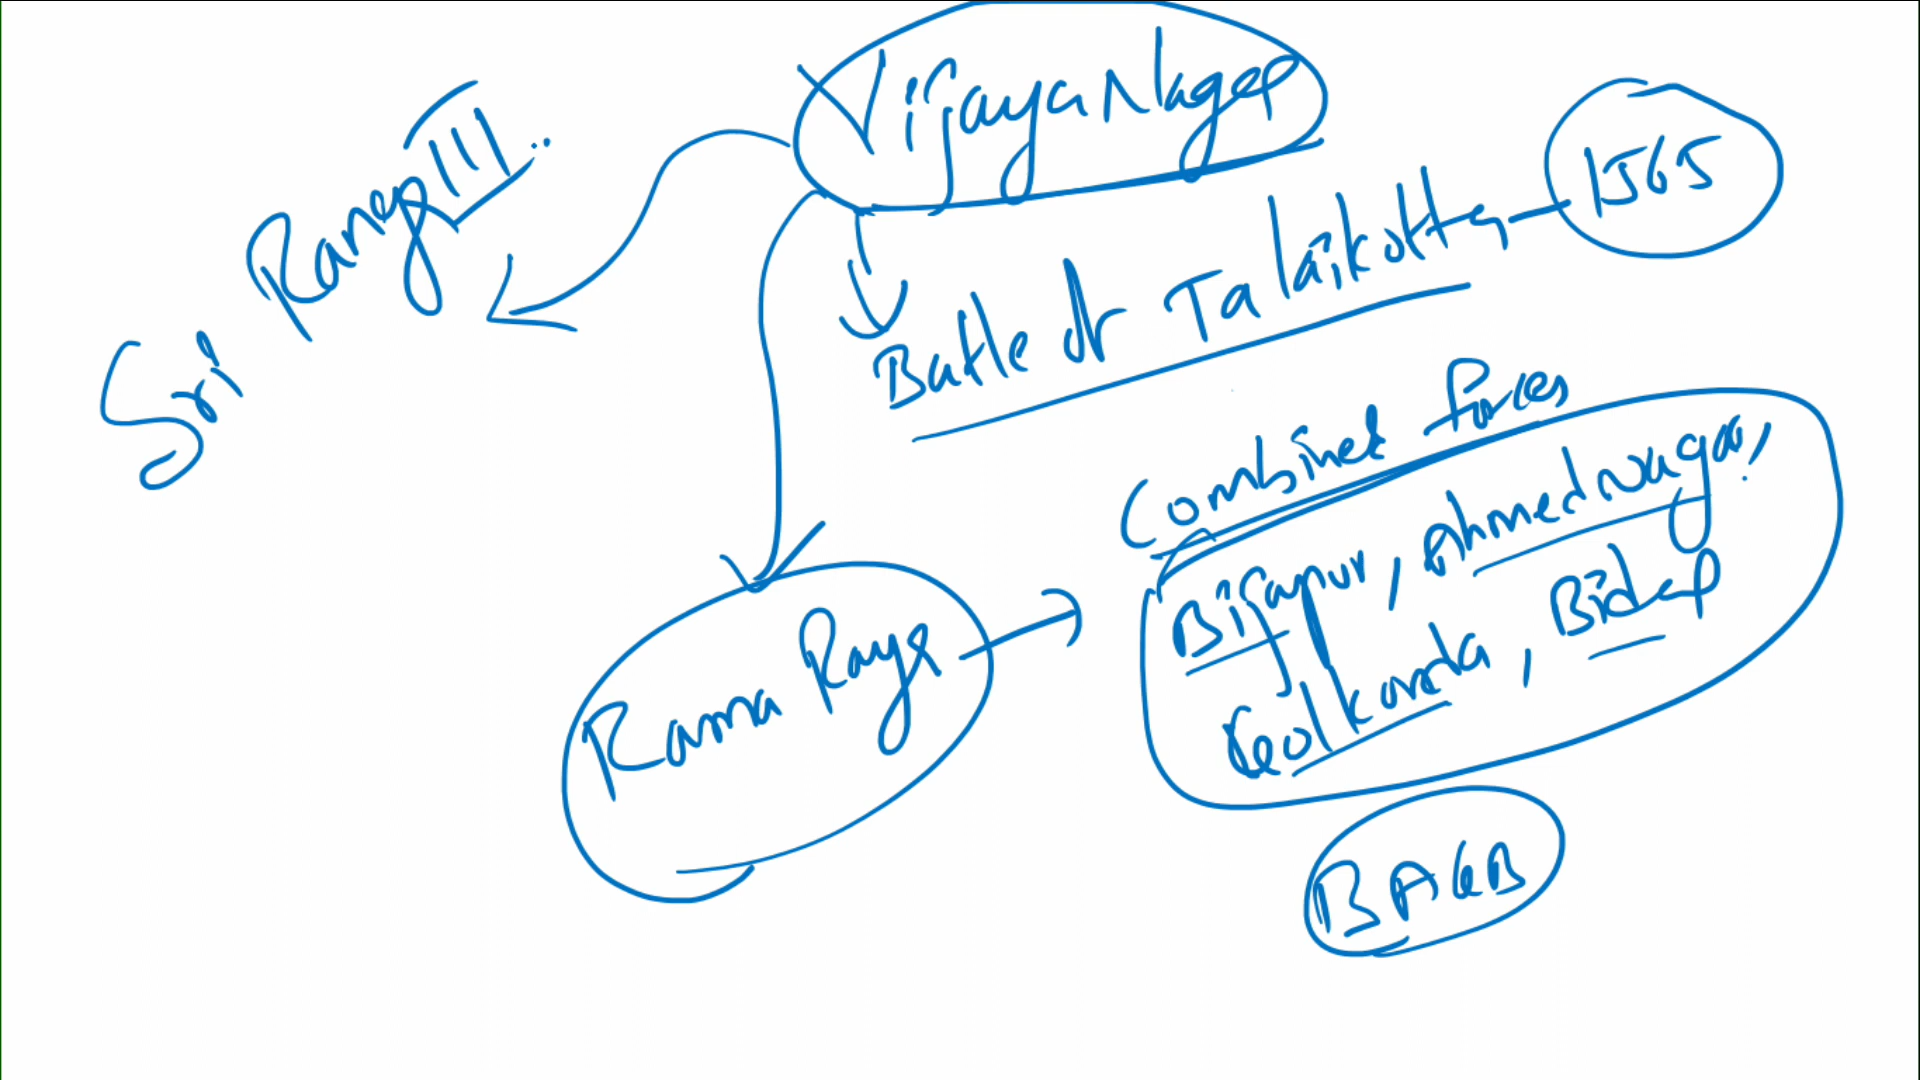 VijayaNagar
Sri Ranga III
Battle of Talaikotta - 1565
Combined forces
Bijapur, Ahmednagar,
Golkonda, Bidar
Rama Raya
BAGB